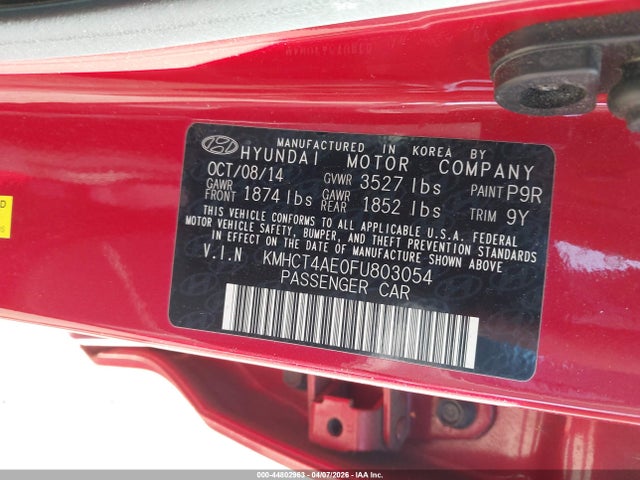 MANUFACTURED IN KOREA BY
HYUNDAI MOTOR COMPANY
OCT/08/14 GVWR 3527 lbs PAINT P9R
GAWR FRONT 1874 lbs GAWR REAR 1852 lbs TRIM 9Y
THIS VEHICLE CONFORMS TO ALL APPLICABLE U.S.A. FEDERAL
MOTOR VEHICLE SAFETY, BUMPER, AND THEFT PREVENTION STANDARDS
IN EFFECT ON THE DATE OF MANUFACTURE SHOWN ABOVE.
V.I.N KMHCT4AE0FU803054
PASSENGER CAR
000-44802963 - 04/07/2026 - IAA Inc.